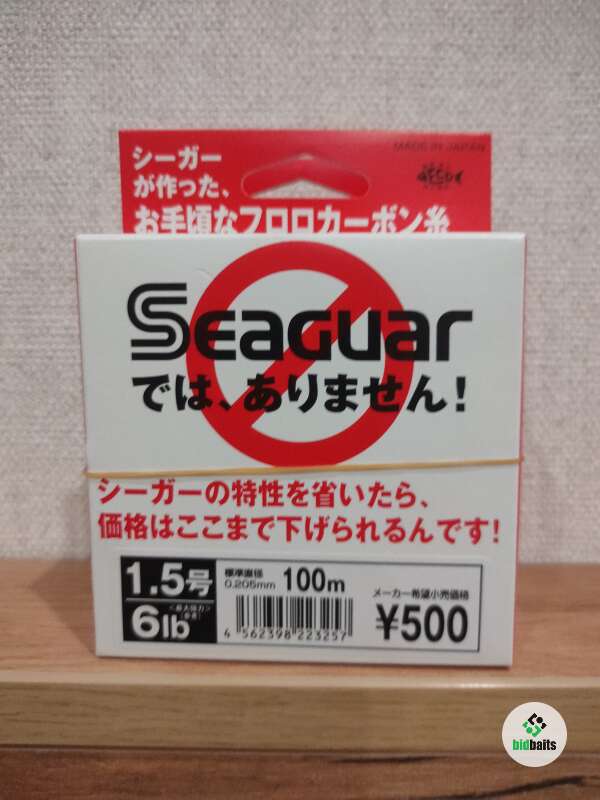 シーガー
が作った、
お手頃なフロロカーボン糸
MADE IN JAPAN
Seaguar
では、ありません!
シーガーの特性を省いたら、
価格はここまで下げられるんです!
1.5号
6lb
<最大強力>
標準直径
0.205mm
100m
4 562398 223257
メーカー希望小売価格
¥500
bidbaits